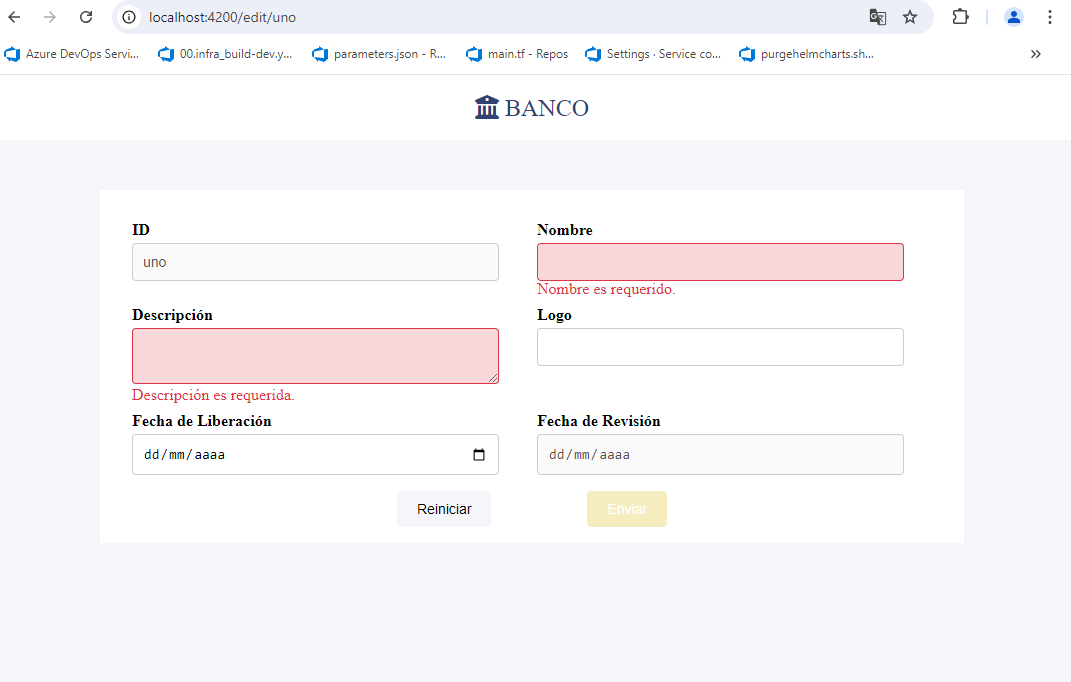 localhost:4200/edit/uno
Azure DevOps Servi... 00.infra_build-dev.y... parameters.json - R... main.tf - Repos Settings · Service co... purgehelmcharts.sh... »
BANCO
ID Nombre
uno
Nombre es requerido.
Descripción Logo
Descripción es requerida.
Fecha de Liberación Fecha de Revisión
dd/mm/aaaa dd/mm/aaaa
Reiniciar Enviar